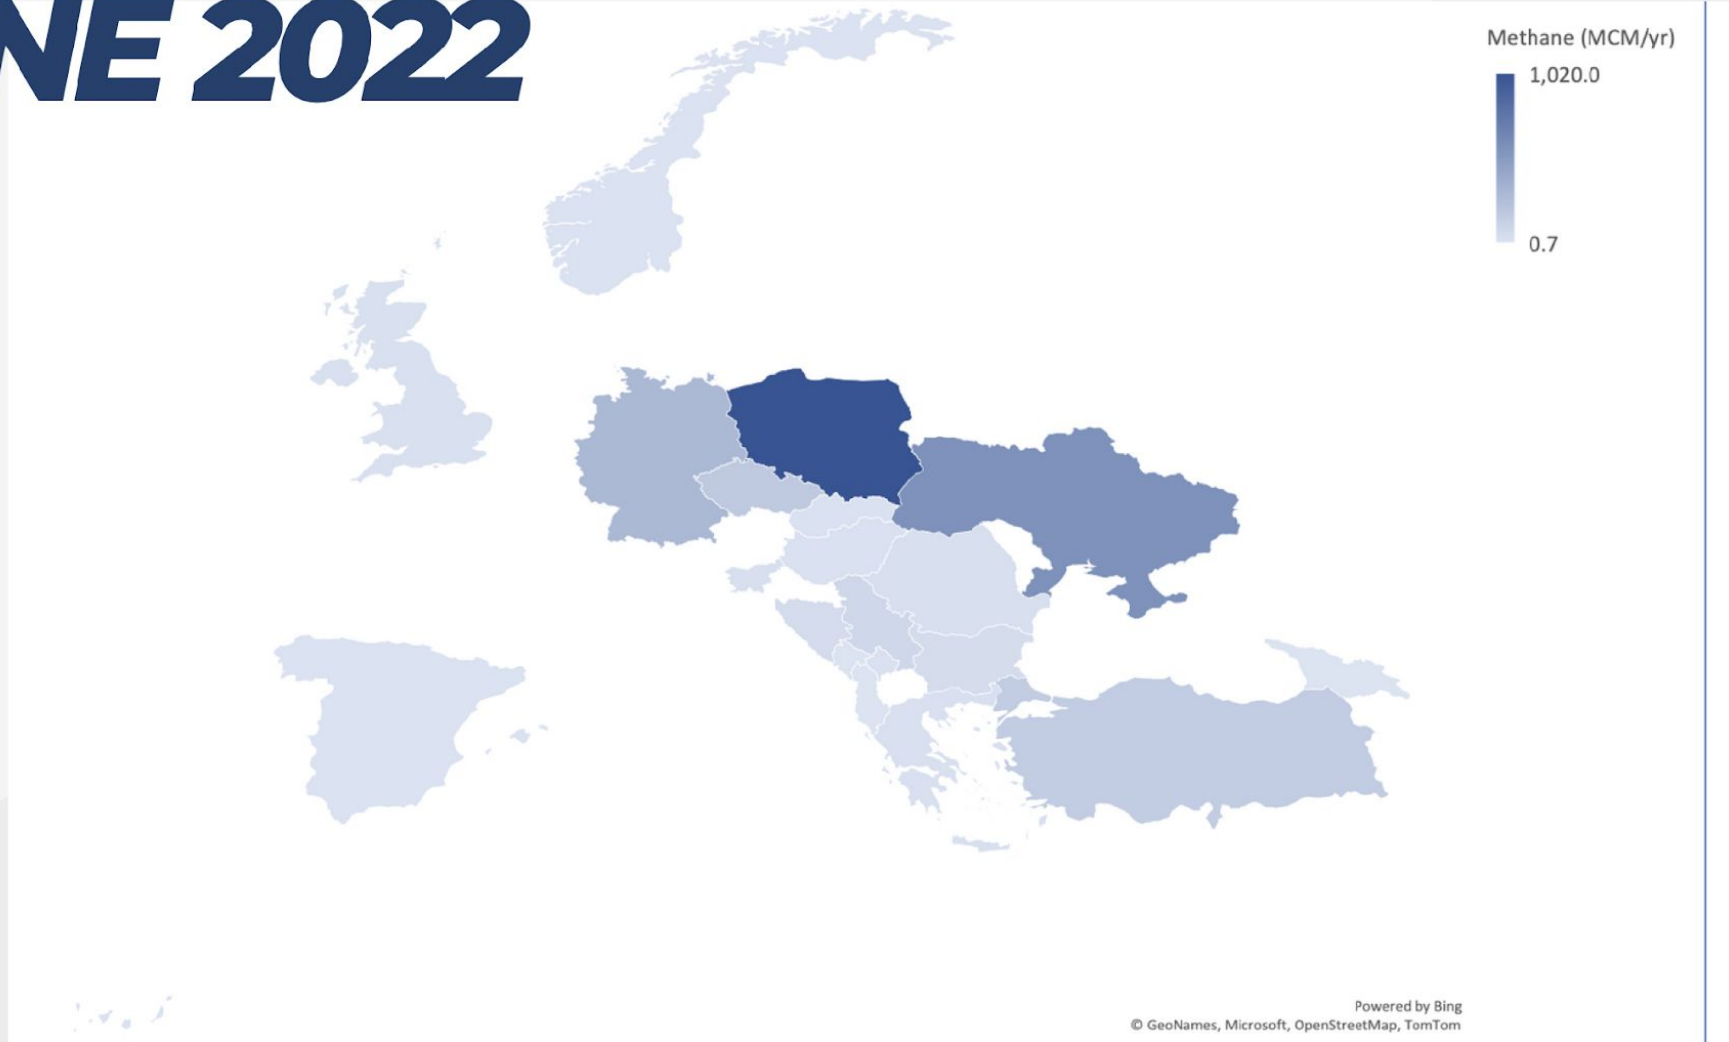 NE 2022
Methane (MCM/yr)
1,020.0
0.7
Powered by Bing
© GeoNames, Microsoft, OpenStreetMap, TomTom